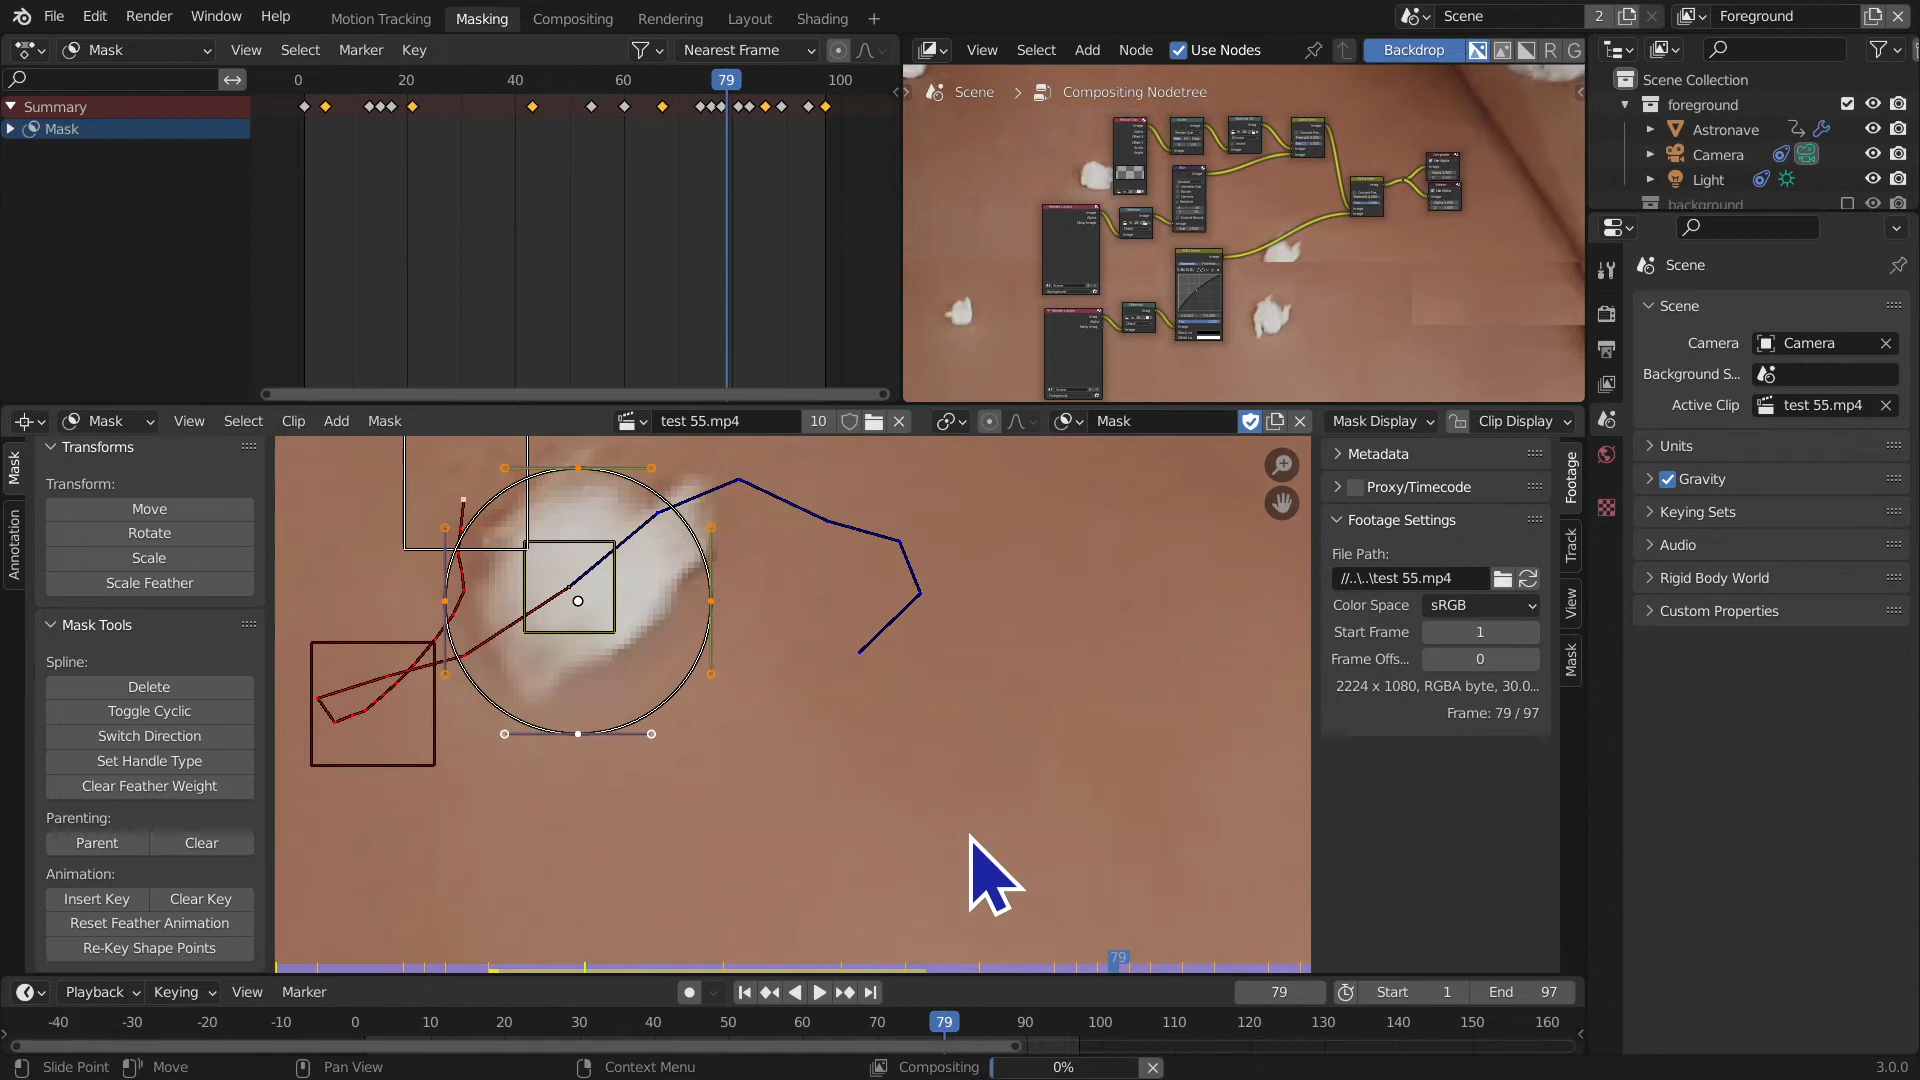 File Edit Render Window Help
Motion Tracking Masking Compositing Rendering Layout Shading
Scene 2 Foreground
Mask View Select Marker Key Nearest Frame
0 20 40 60 79 100
Summary
Mask
View Select Add Node Use Nodes Backdrop R G
Scene > Compositing Nodetree
Scene Collection
foreground
Astronave
Camera
Light
background
Scene
Scene
Camera Camera
Background S...
Active Clip test 55.mp4
Units
Gravity
Keying Sets
Audio
Rigid Body World
Custom Properties
Mask View Select Clip Add Mask test 55.mp4 10 Mask Mask Display Clip Display
Mask
Annotation
Transforms
Transform:
Move
Rotate
Scale
Scale Feather
Mask Tools
Spline:
Delete
Toggle Cyclic
Switch Direction
Set Handle Type
Clear Feather Weight
Parenting:
Parent Clear
Animation:
Insert Key Clear Key
Reset Feather Animation
Re-Key Shape Points
79
Metadata
Proxy/Timecode
Footage Settings
File Path:
//..\..\test 55.mp4
Color Space sRGB
Start Frame 1
Frame Offs... 0
2224 x 1080, RGBA byte, 30.0...
Frame: 79 / 97
Footage
Track
View
Mask
Playback Keying View Marker 79 Start 1 End 97
-40 -30 -20 -10 0 10 20 30 40 50 60 70 79 90 100 110 120 130 140 150 160
Slide Point Move Pan View Context Menu Compositing 0% 3.0.0